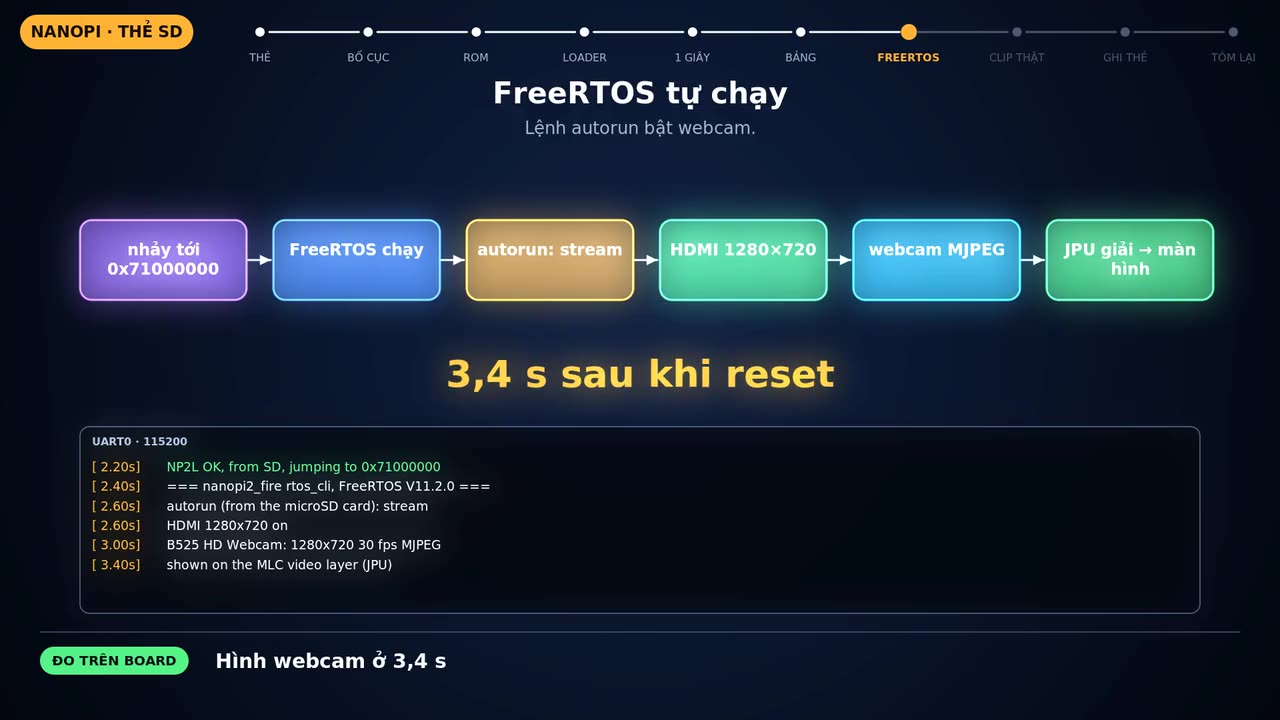 NANOPI · THẺ SD
THẺ
BỐ CỤC
ROM
LOADER
1 GIÂY
BẢNG
FREERTOS
CLIP THẬT
GHI THẺ
TÓM LẠI
FreeRTOS tự chạy
Lệnh autorun bật webcam.
nhảy tới
0x71000000
FreeRTOS chạy
autorun: stream
HDMI 1280×720
webcam MJPEG
JPU giải → màn
hình
3,4 s sau khi reset
UART0 · 115200
[ 2.20s] NP2L OK, from SD, jumping to 0x71000000
[ 2.40s] === nanopi2_fire rtos_cli, FreeRTOS V11.2.0 ===
[ 2.60s] autorun (from the microSD card): stream
[ 2.60s] HDMI 1280x720 on
[ 3.00s] B525 HD Webcam: 1280x720 30 fps MJPEG
[ 3.40s] shown on the MLC video layer (JPU)
ĐO TRÊN BOARD
Hình webcam ở 3,4 s